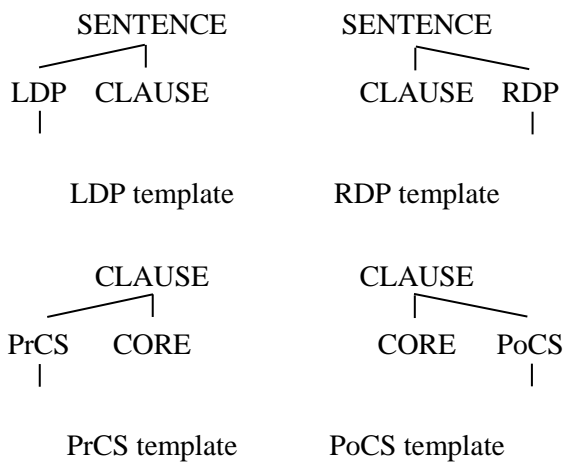 SENTENCE SENTENCE
LDP CLAUSE CLAUSE RDP
LDP template RDP template
CLAUSE CLAUSE
PrCS CORE CORE PoCS
PrCS template PoCS template